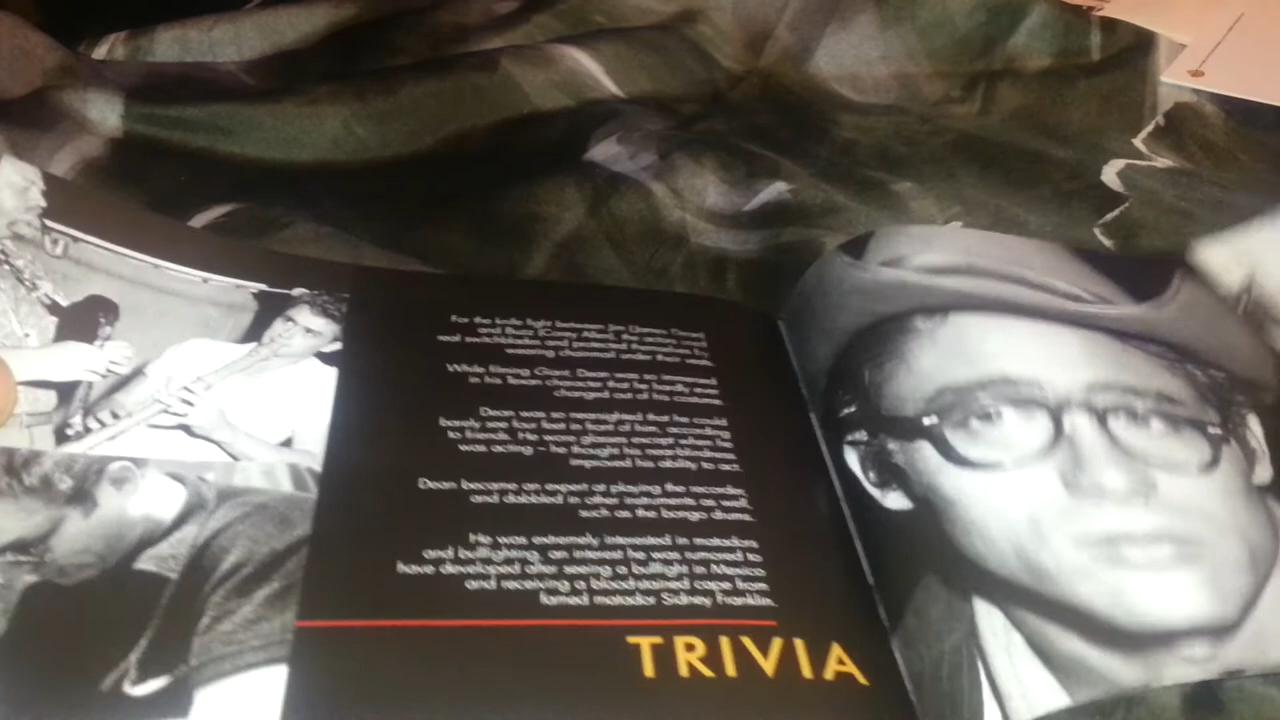 For the knife fight between Jim (James Dean)
and Buzz (Corey Allen), the actors used
real switchblades and protected themselves by
wearing chainmail under their vests.
While filming Giant, Dean was so immersed
in his Texan character that he hardly ever
changed out of his costume.
Dean was so nearsighted that he could
barely see four feet in front of him, according
to friends. He wore glasses except when he
was acting – he thought his near-blindness
improved his ability to act.
Dean became an expert at playing the recorder,
and dabbled in other instruments as well,
such as the bongo drums.
He was extremely interested in matadors
and bullfighting, an interest he was rumored to
have developed after seeing a bullfight in Mexico
and receiving a bloodstained cape from
famed matador Sidney Franklin.
TRIVIA